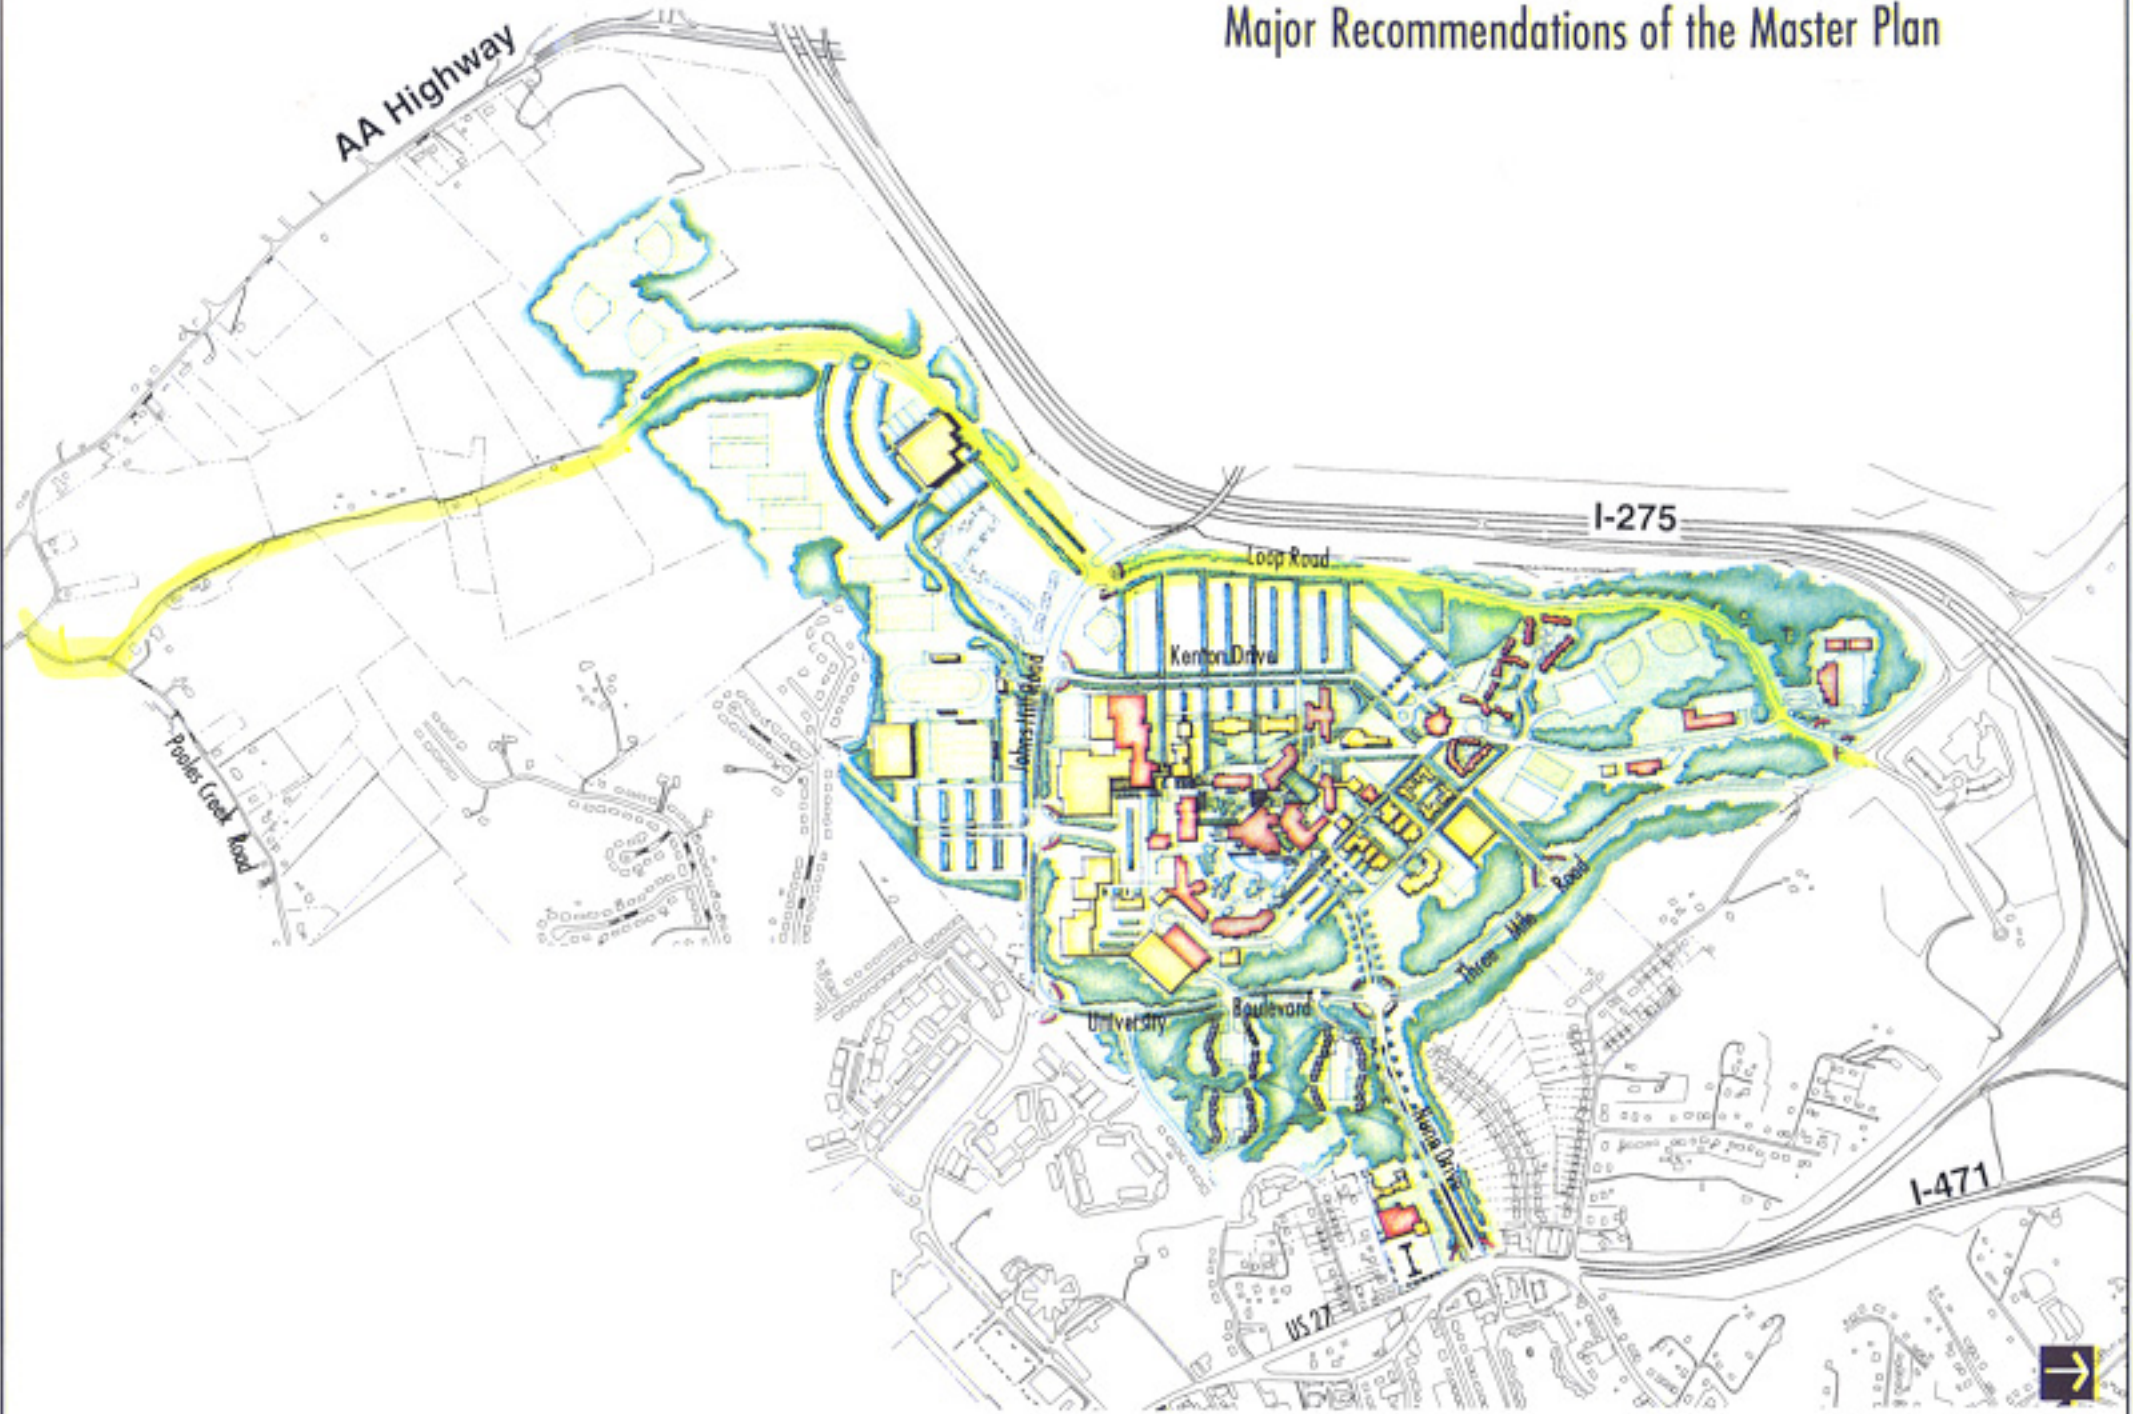 Major Recommendations of the Master Plan
AA Highway
I-275
Loop Road
Kenton Drive
Johns Hill Road
Pooles Creek Road
Three Mile Road
University Boulevard
Nunn Drive
I-471
I
US 27